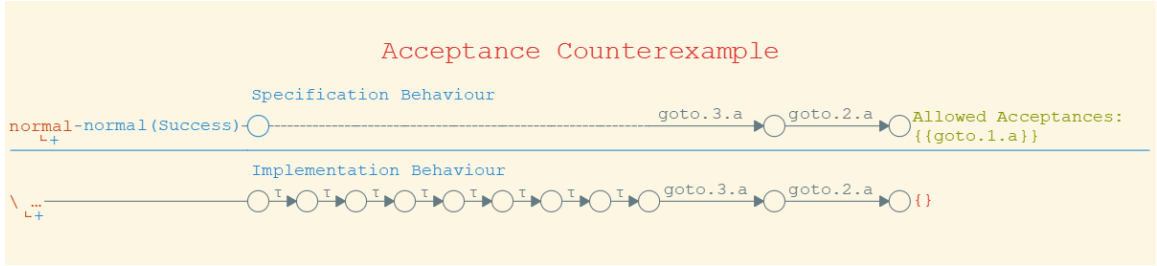 Acceptance Counterexample
Specification Behaviour
normal-normal(Success)- goto.3.a goto.2.a Allowed Acceptances:
+ {{goto.1.a}}
Implementation Behaviour
\ … τ τ τ τ τ τ τ τ goto.3.a goto.2.a {}
+